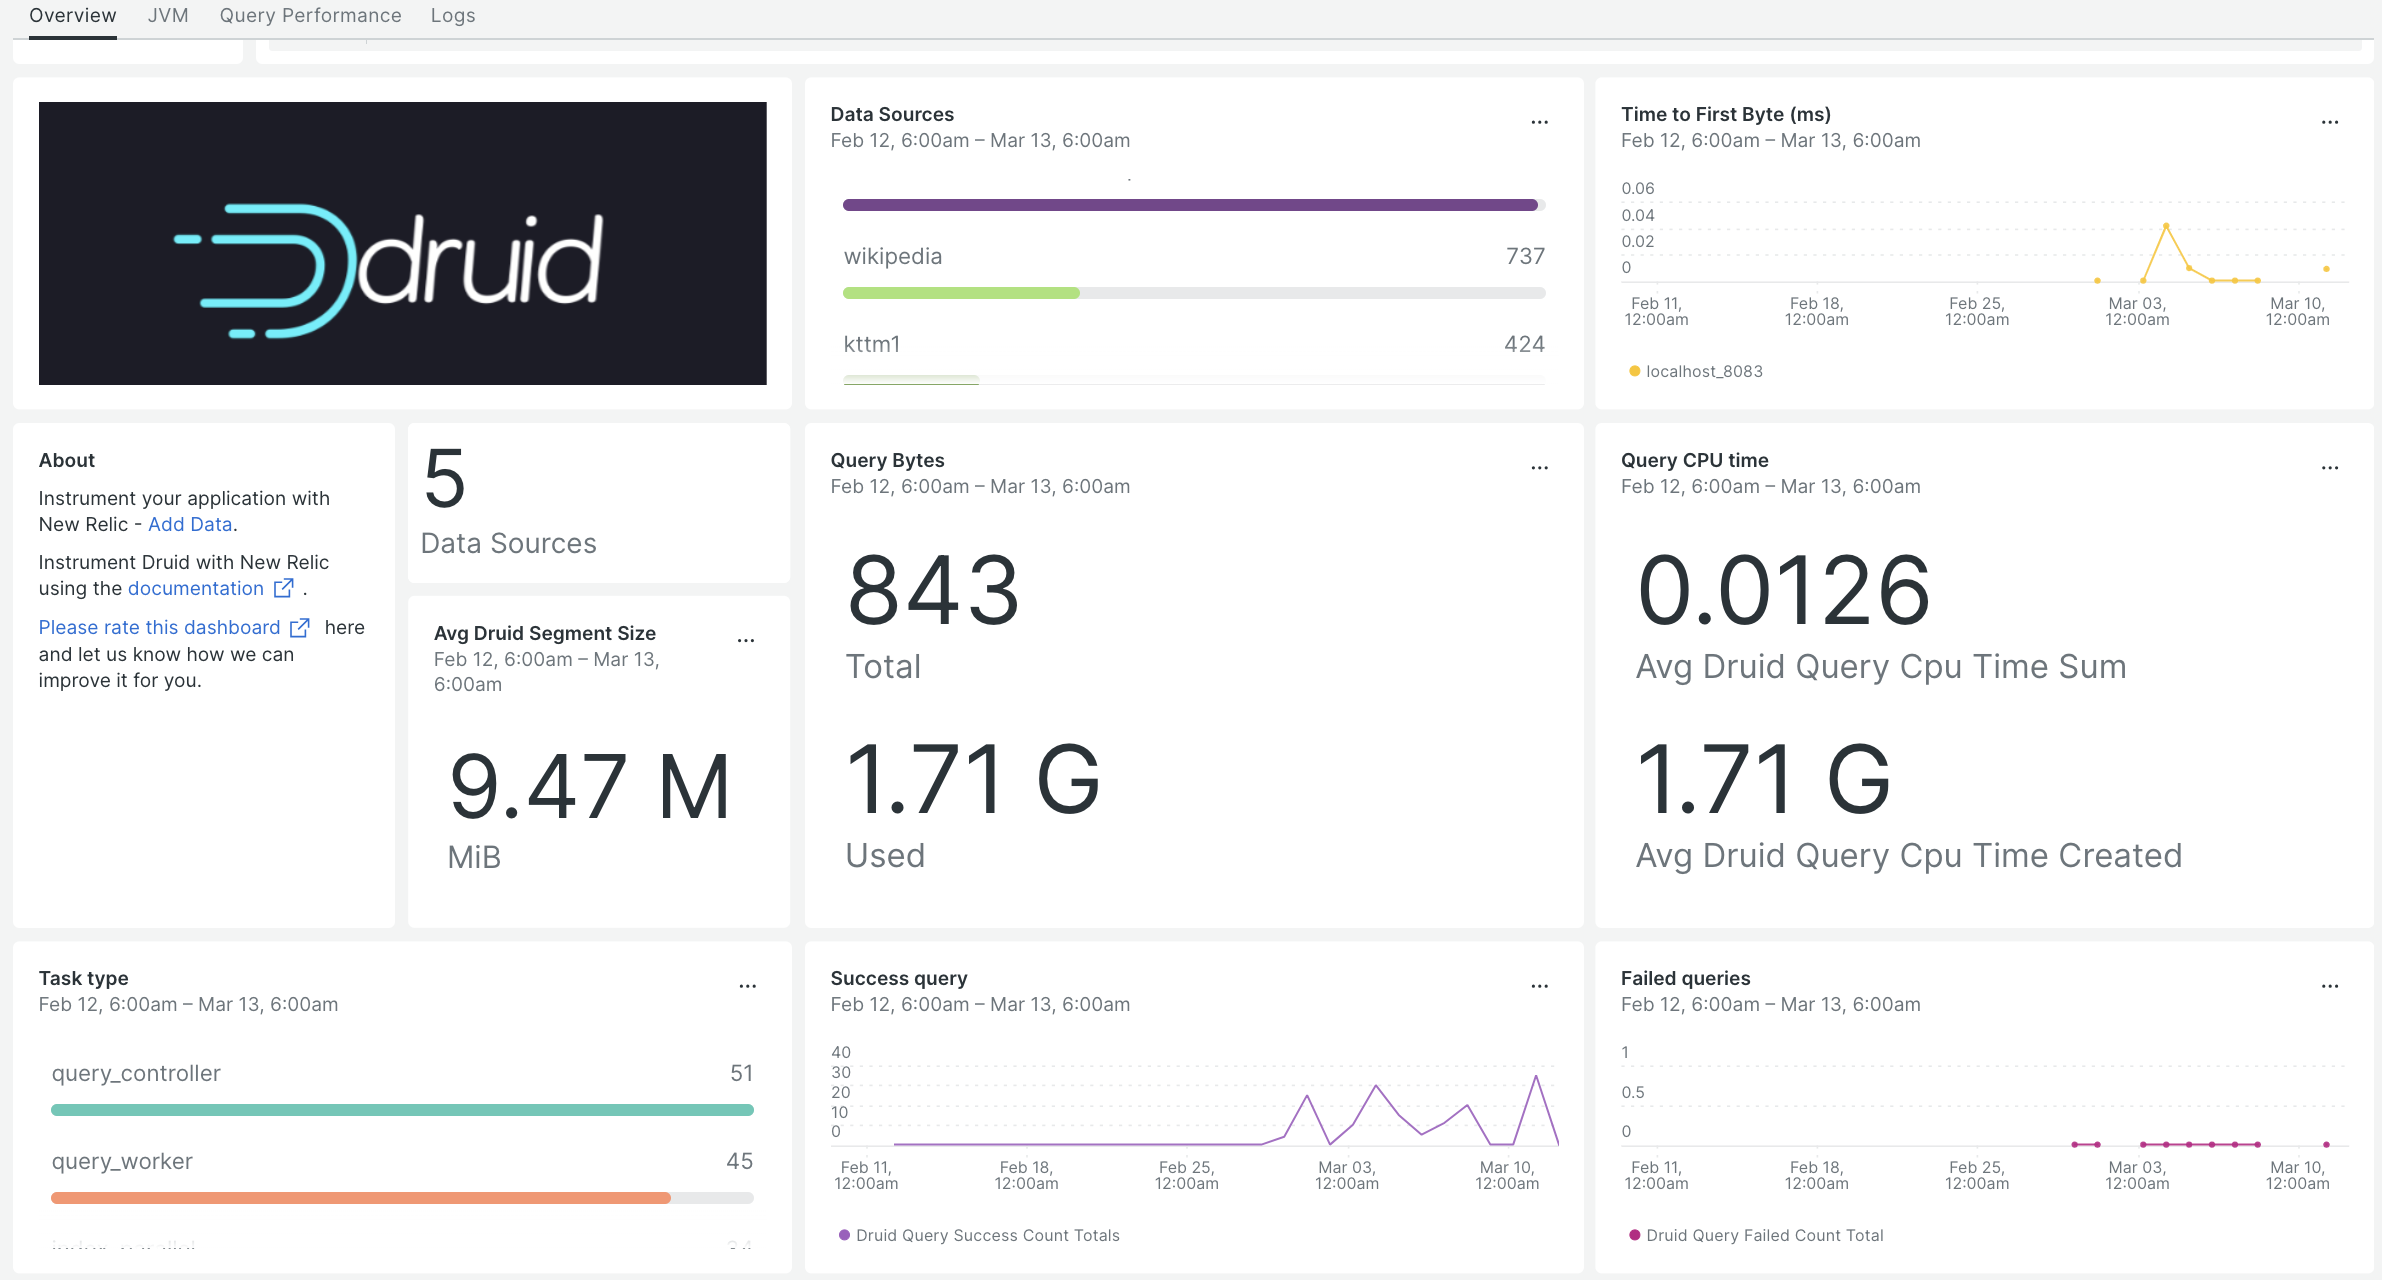 Overview JVM Query Performance Logs
druid
Data Sources
Feb 12, 6:00am – Mar 13, 6:00am
wikipedia 737
kttm1 424
Time to First Byte (ms)
Feb 12, 6:00am – Mar 13, 6:00am
0.06
0.04
0.02
0
Feb 11, 12:00am
Feb 18, 12:00am
Feb 25, 12:00am
Mar 03, 12:00am
Mar 10, 12:00am
localhost_8083
About
Instrument your application with
New Relic - Add Data.
Instrument Druid with New Relic
using the documentation .
Please rate this dashboard here
and let us know how we can
improve it for you.
5
Data Sources
Avg Druid Segment Size
Feb 12, 6:00am – Mar 13,
6:00am
9.47 M
MiB
Query Bytes
Feb 12, 6:00am – Mar 13, 6:00am
843
Total
1.71 G
Used
Query CPU time
Feb 12, 6:00am – Mar 13, 6:00am
0.0126
Avg Druid Query Cpu Time Sum
1.71 G
Avg Druid Query Cpu Time Created
Task type
Feb 12, 6:00am – Mar 13, 6:00am
query_controller 51
query_worker 45
Success query
Feb 12, 6:00am – Mar 13, 6:00am
40
30
20
10
0
Feb 11, 12:00am
Feb 18, 12:00am
Feb 25, 12:00am
Mar 03, 12:00am
Mar 10, 12:00am
Druid Query Success Count Totals
Failed queries
Feb 12, 6:00am – Mar 13, 6:00am
1
0.5
0
Feb 11, 12:00am
Feb 18, 12:00am
Feb 25, 12:00am
Mar 03, 12:00am
Mar 10, 12:00am
Druid Query Failed Count Total